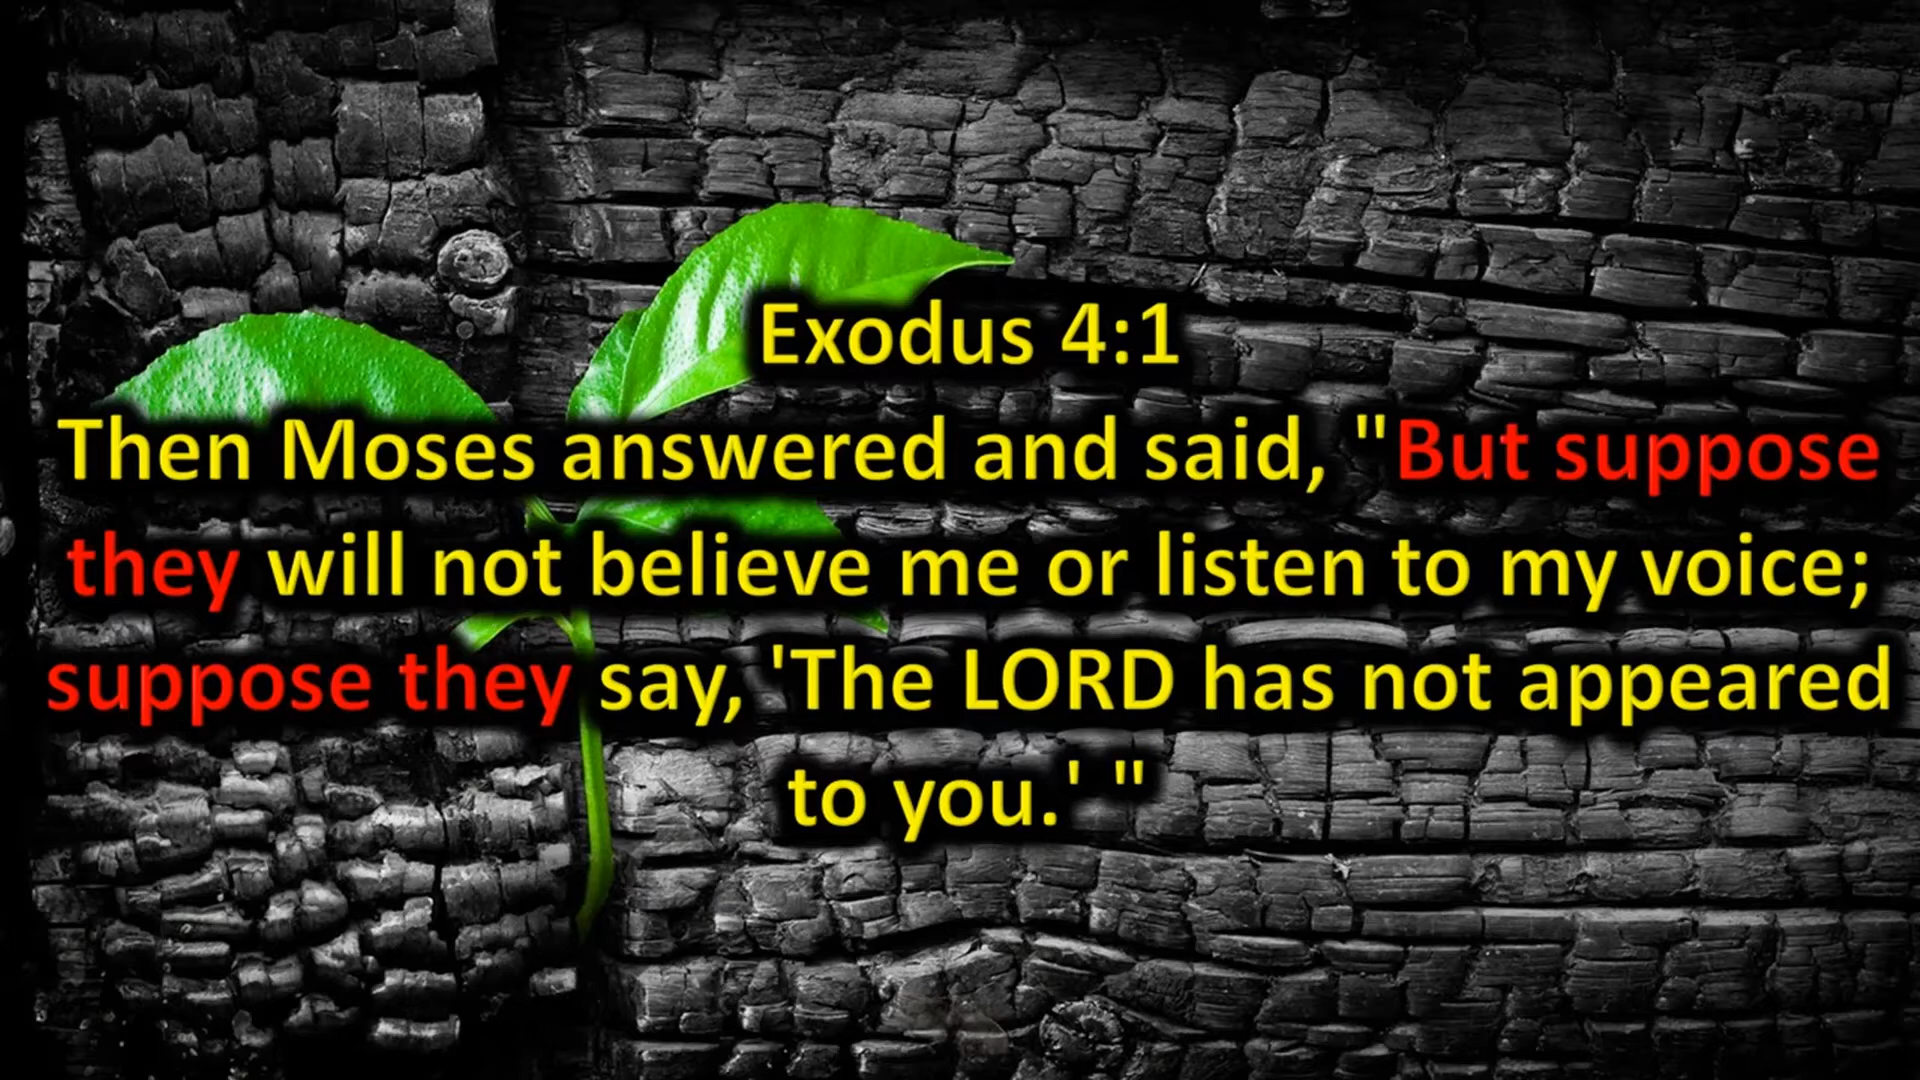 Exodus 4:1
Then Moses answered and said, "But suppose
they will not believe me or listen to my voice;
suppose they say, 'The LORD has not appeared
to you.' "